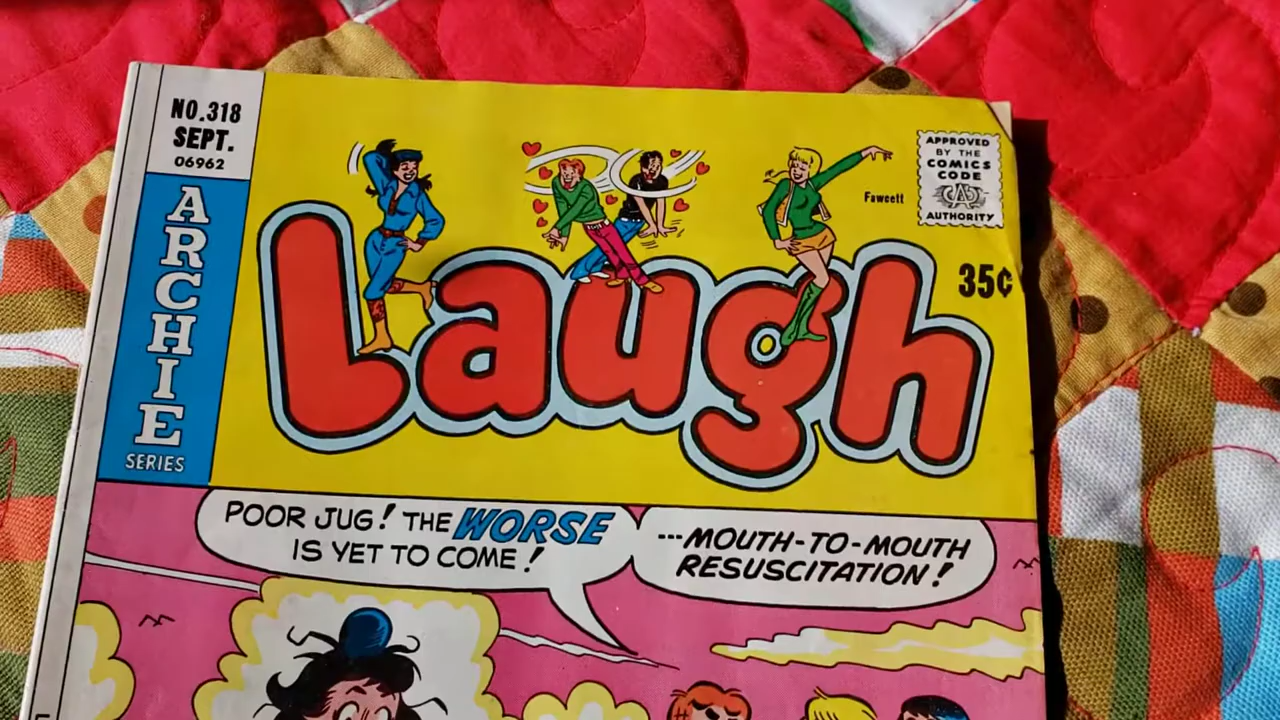 NO.318
SEPT.
06962
ARCHIE
SERIES
Laugh
Fawcett
APPROVED
BY THE
COMICS
CODE
CA
AUTHORITY
35¢
POOR JUG! THE WORSE
IS YET TO COME!
---MOUTH-TO-MOUTH
RESUSCITATION!